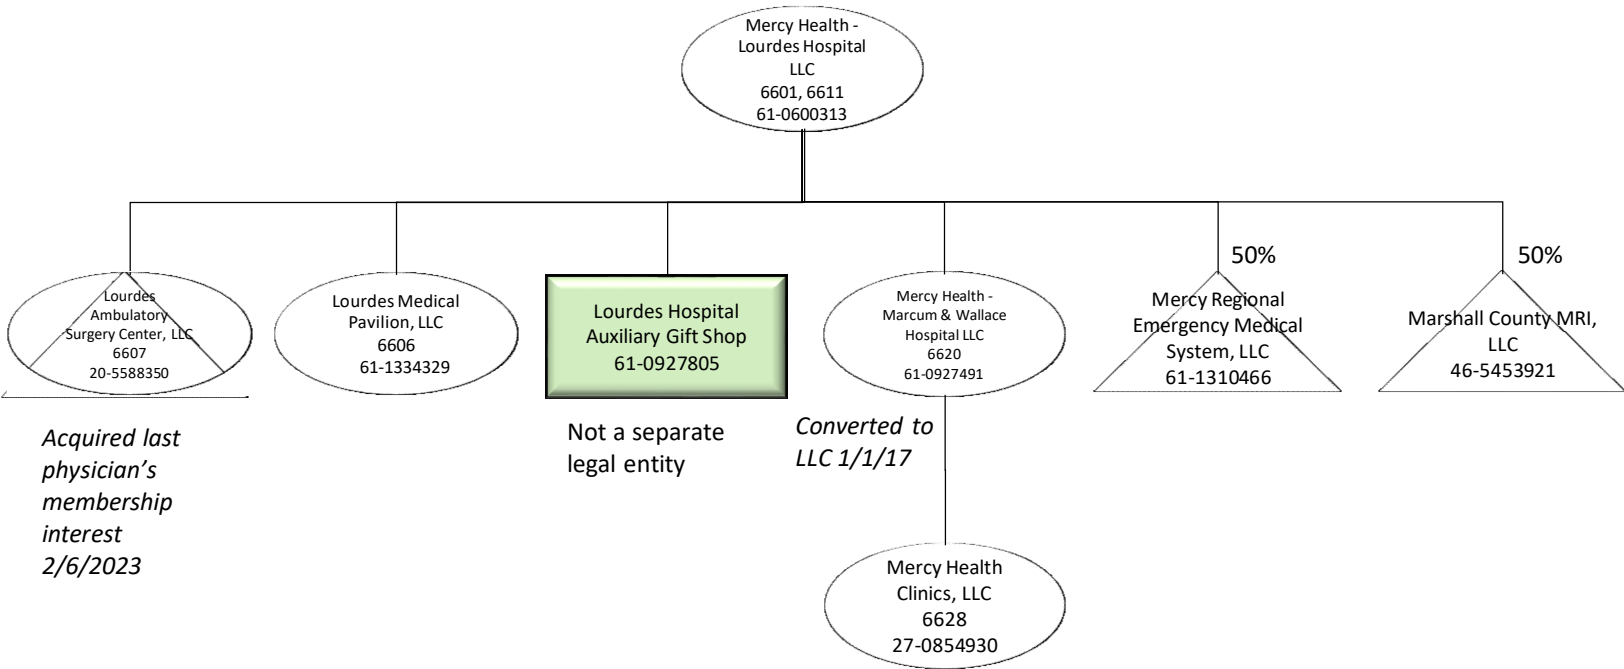 Mercy Health -
Lourdes Hospital
LLC
6601, 6611
61-0600313
50%
50%
Lourdes
Ambulatory
Surgery Center, LLC
6607
20-5588350
Lourdes Medical
Pavilion, LLC
6606
61-1334329
Lourdes Hospital
Auxiliary Gift Shop
61-0927805
Mercy Health -
Marcum & Wallace
Hospital LLC
6620
61-0927491
Mercy Regional
Emergency Medical
System, LLC
61-1310466
Marshall County MRI,
LLC
46-5453921
Acquired last
physician’s
membership
interest
2/6/2023
Not a separate
legal entity
Converted to
LLC 1/1/17
Mercy Health
Clinics, LLC
6628
27-0854930